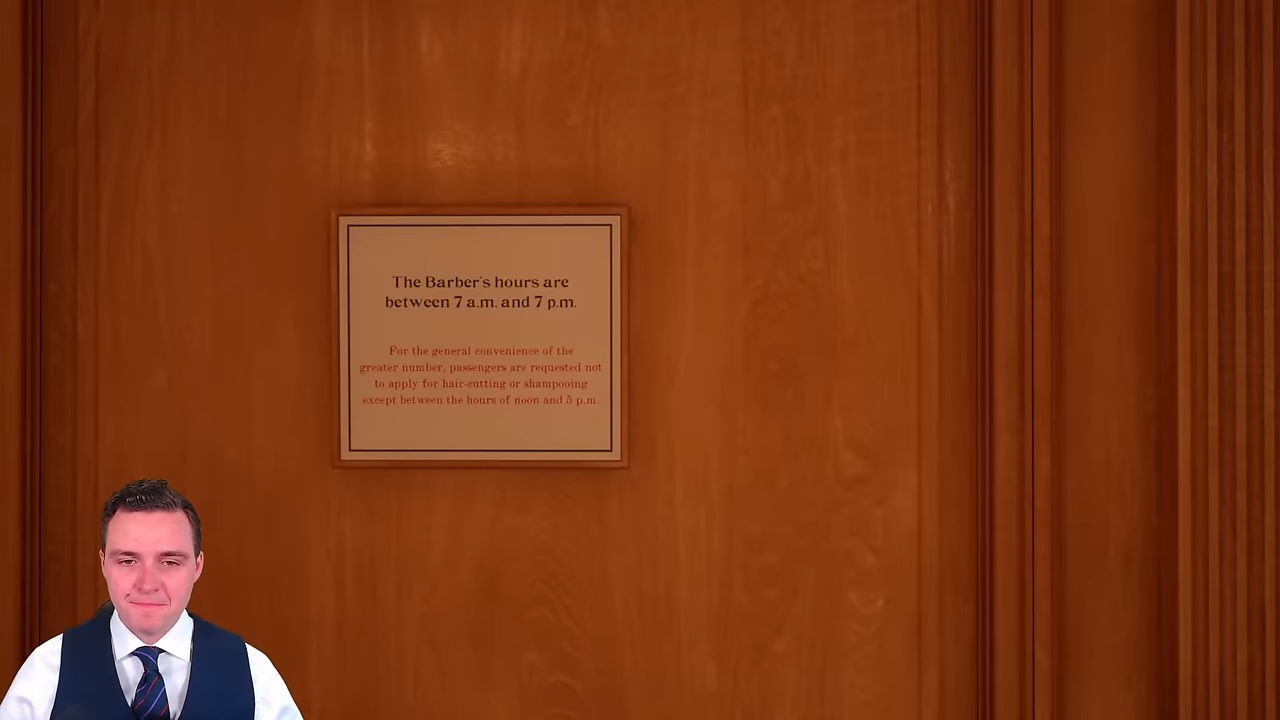 The Barber's hours are
between 7 a.m. and 7 p.m.
For the general convenience of the
greater number, passengers are requested not
to apply for hair-cutting or shampooing
except between the hours of noon and 5 p.m.